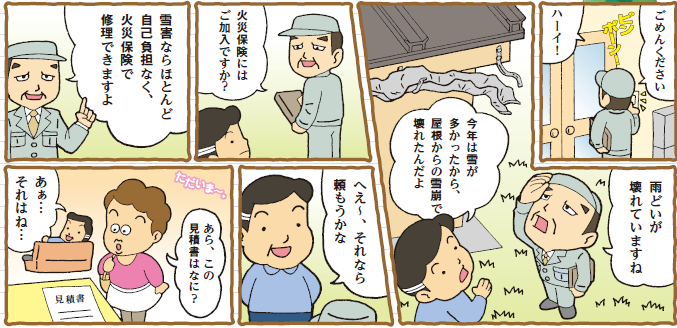 ごめんください
ピン
ポーン！
ハーイ！
雨どいが
壊れていますね
今年は雪が
多かったから、
屋根からの雪崩で
壊れたんだよ
火災保険には
ご加入ですか？
雪害ならほとんど
自己負担なく、
火災保険で
修理できますよ
へえ～、それなら
頼もうかな
ただいまー。
あら、この
見積書はなに？
あぁ…
それはね…
見積書